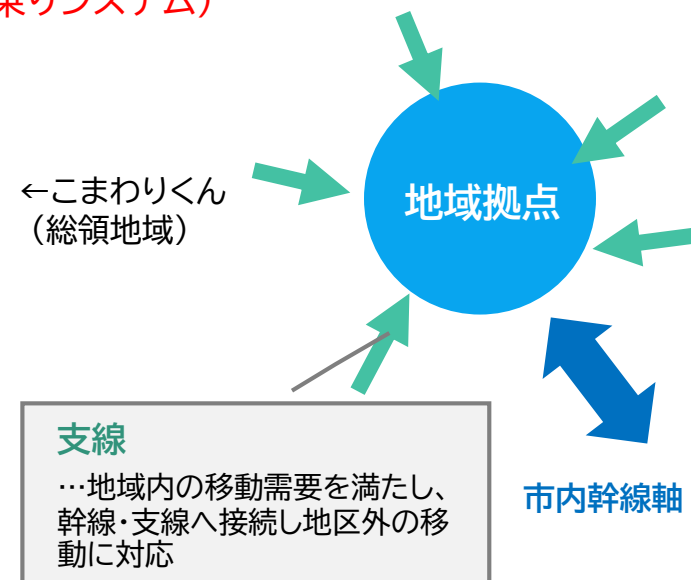 乗りシステム）
地域拠点
←こまわりくん
（総領地域）
支線
…地域内の移動需要を満たし、
幹線・支線へ接続し地区外の移
動に対応
市内幹線軸